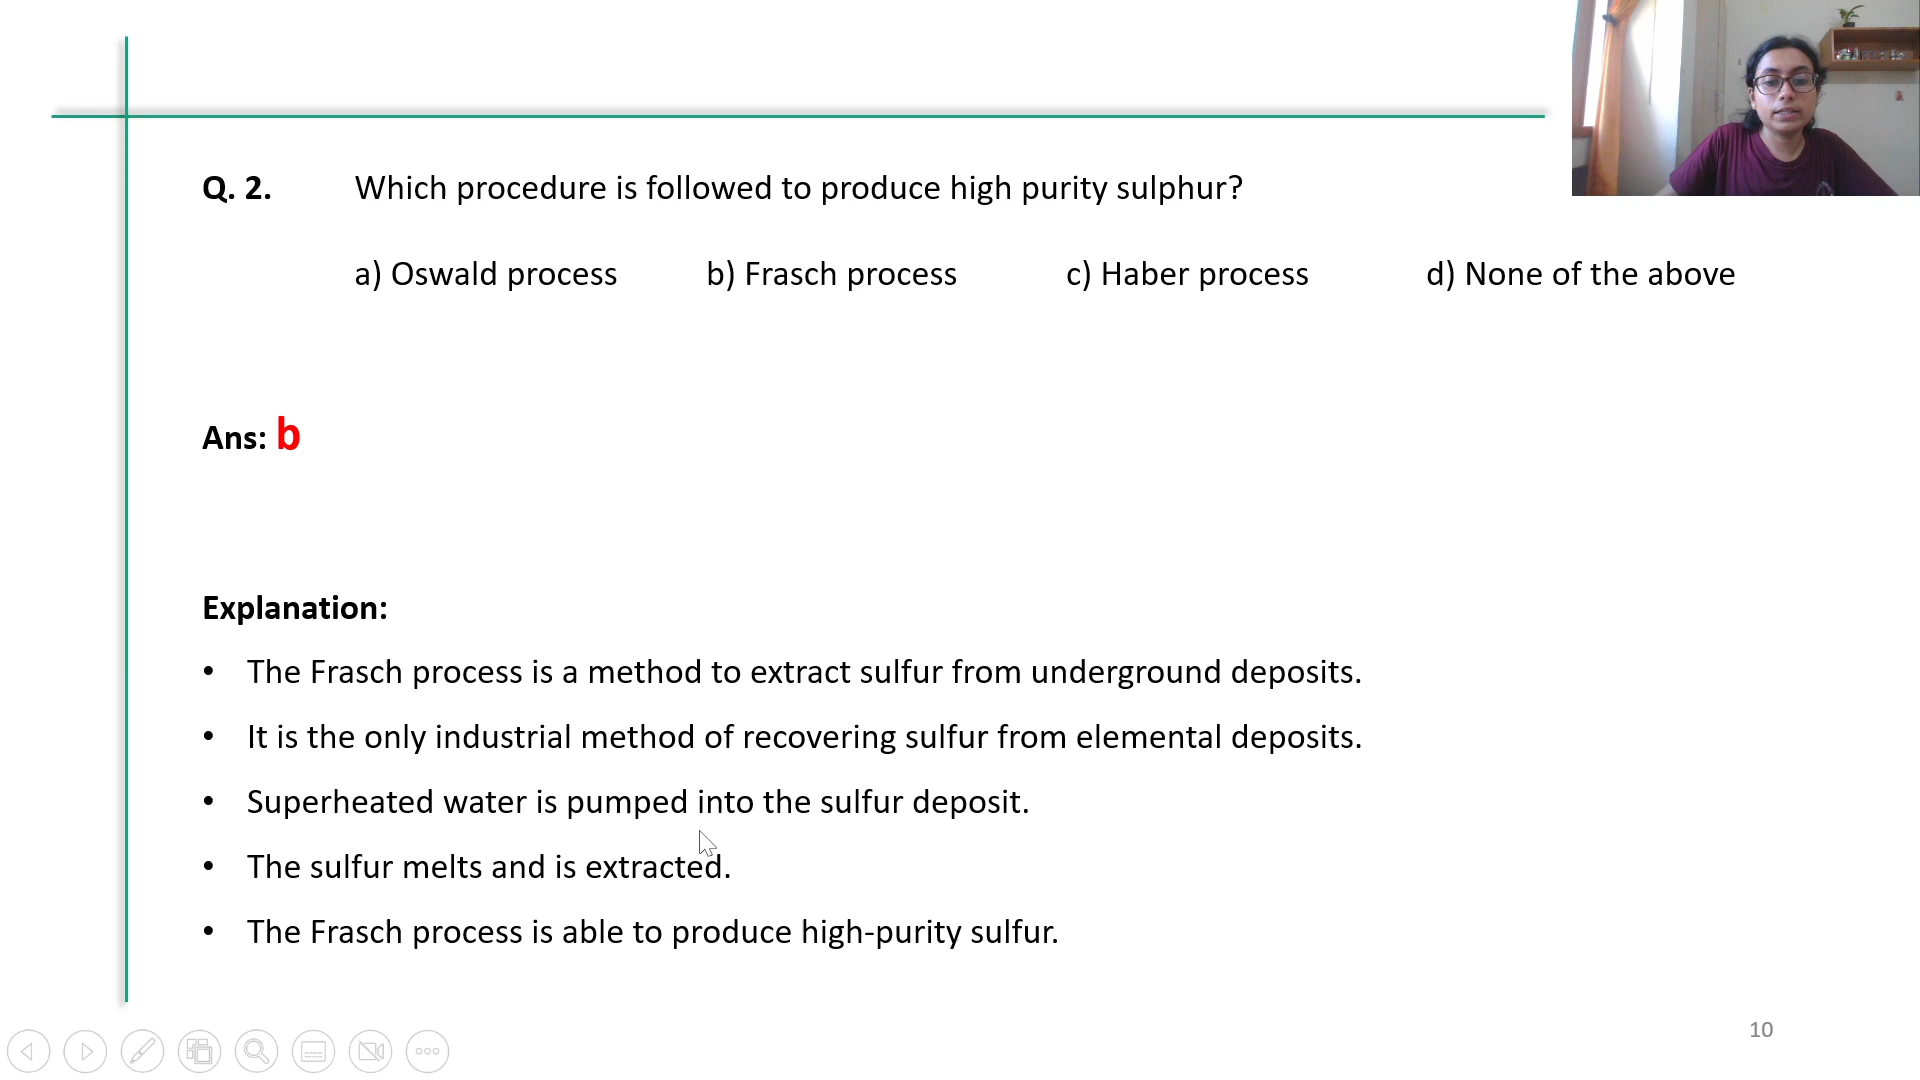 Q. 2. Which procedure is followed to produce high purity sulphur?
a) Oswald process b) Frasch process c) Haber process d) None of the above
Ans: b
Explanation:
• The Frasch process is a method to extract sulfur from underground deposits.
• It is the only industrial method of recovering sulfur from elemental deposits.
• Superheated water is pumped into the sulfur deposit.
• The sulfur melts and is extracted.
• The Frasch process is able to produce high-purity sulfur.
10